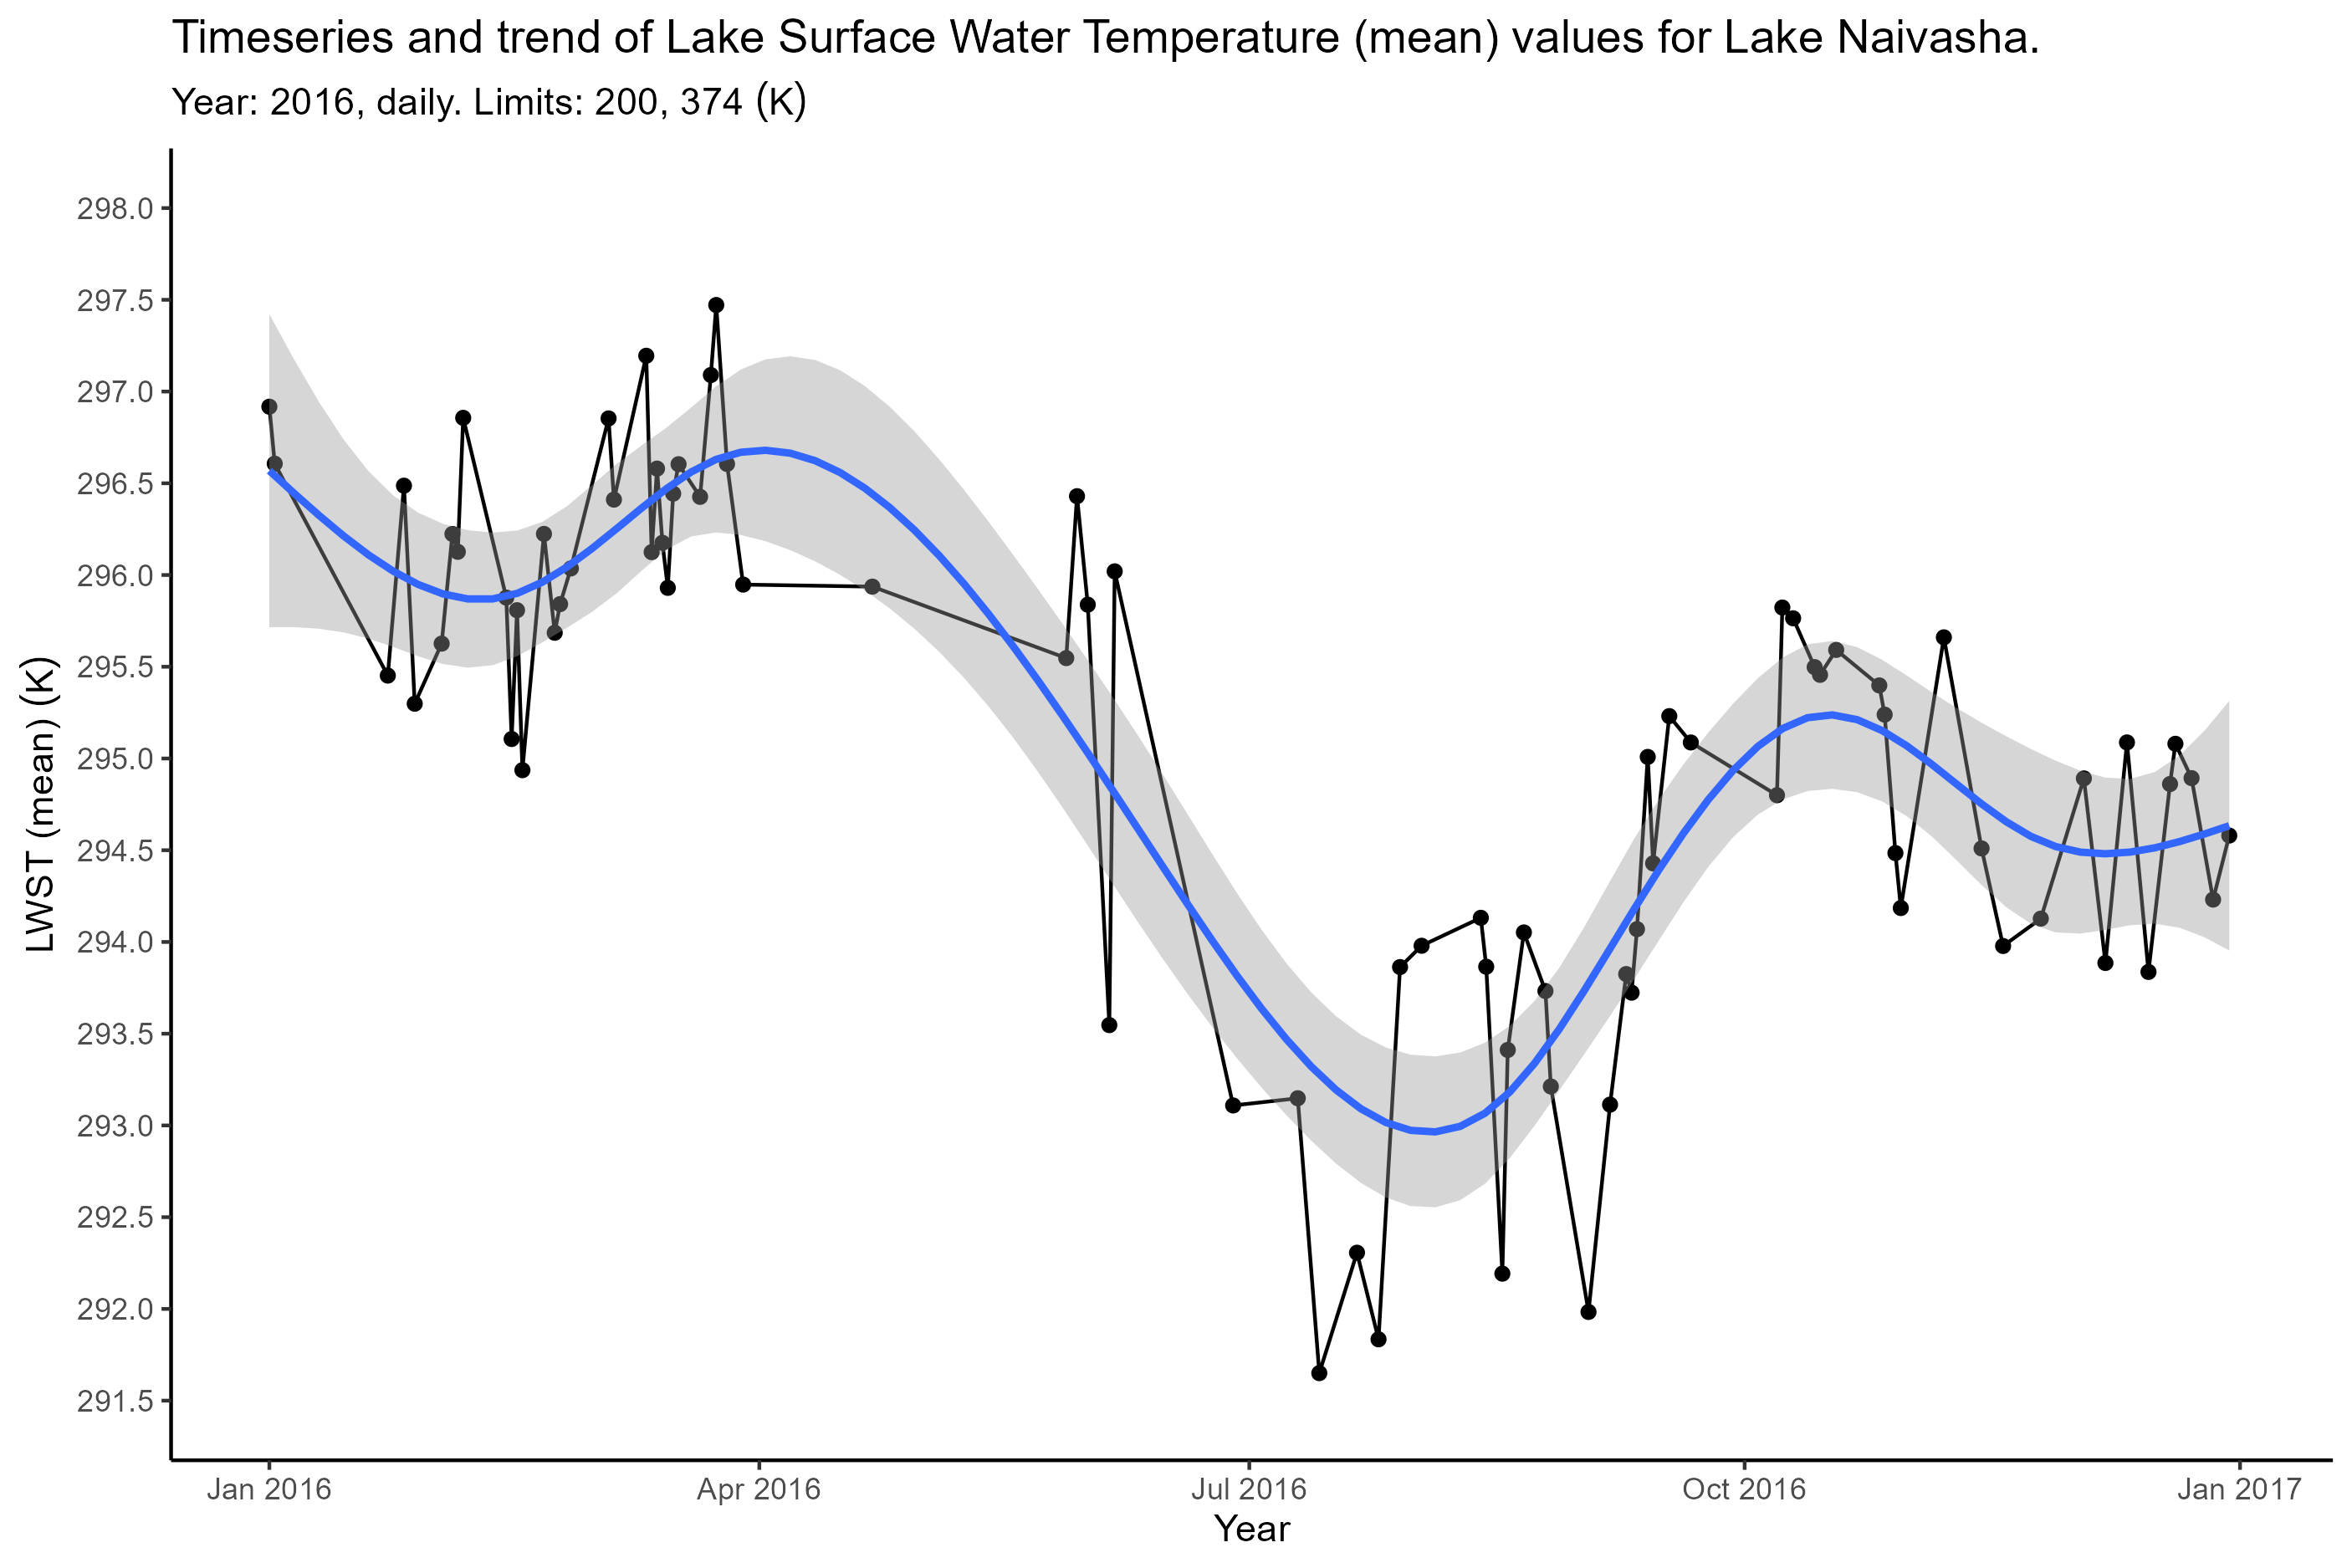 Timeseries and trend of Lake Surface Water Temperature (mean) values for Lake Naivasha.
Year: 2016, daily. Limits: 200, 374 (K)
LWST (mean) (K)
298.0
297.5
297.0
296.5
296.0
295.5
295.0
294.5
294.0
293.5
293.0
292.5
292.0
291.5
Jan 2016 Apr 2016 Jul 2016 Oct 2016 Jan 2017
Year